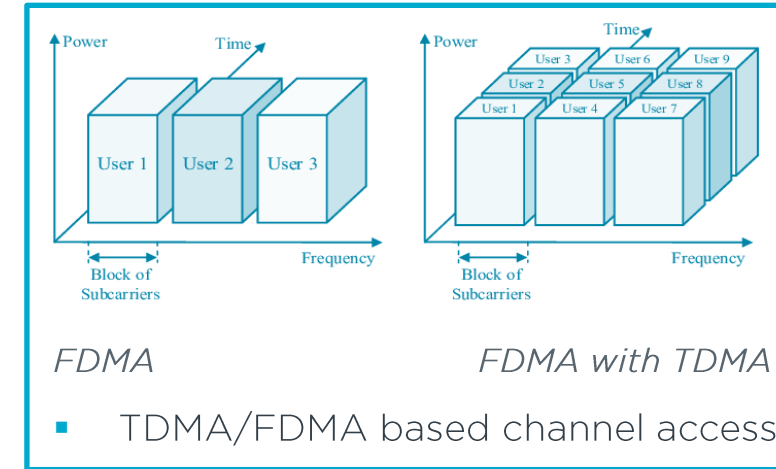 Power
Time
User 1
User 2
User 3
Frequency
Block of
Subcarriers
Power
Time
User 3
User 6
User 9
User 2
User 5
User 8
User 1
User 4
User 7
Frequency
Block of
Subcarriers
FDMA
FDMA with TDMA
▪ TDMA/FDMA based channel access